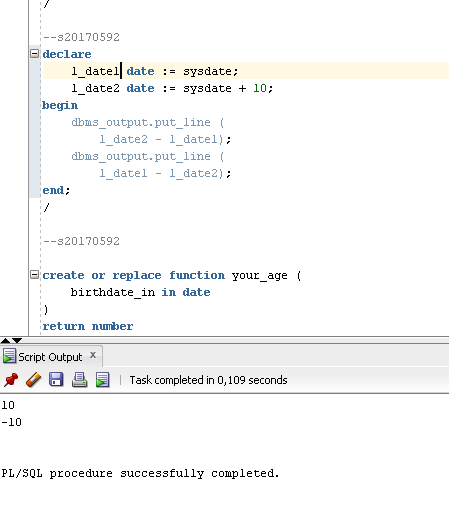 /
--s20170592
declare
l_date1 date := sysdate;
l_date2 date := sysdate + 10;
begin
dbms_output.put_line (
l_date2 - l_date1);
dbms_output.put_line (
l_date1 - l_date2);
end;
/
--s20170592
create or replace function your_age (
birthdate_in in date
)
return number
Script Output x
Task completed in 0,109 seconds
10
-10
PL/SQL procedure successfully completed.